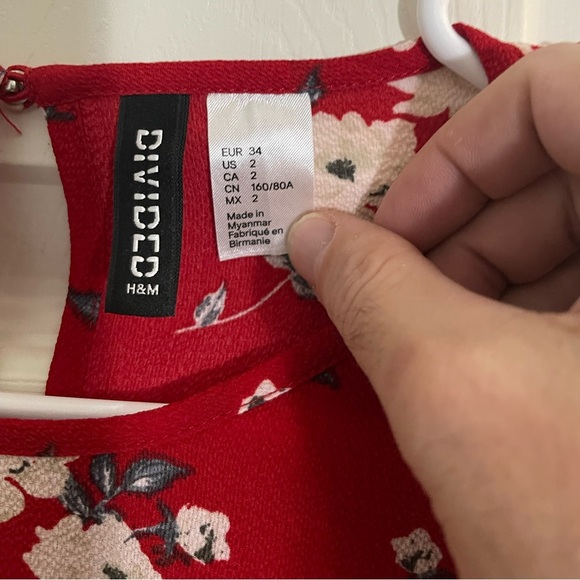 DIVIDED
H&M
EUR 34
US 2
CA 2
CN 160/80A
MX 2
Made in
Myanmar
Fabriqué en
Birmanie